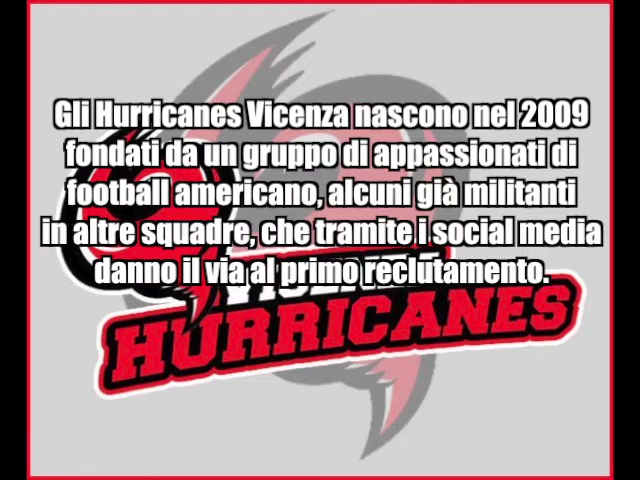 Gli Hurricanes Vicenza nascono nel 2009
fondati da un gruppo di appassionati di
football americano, alcuni già militanti
in altre squadre, che tramite i social media
danno il via al primo reclutamento.
VICENZA
HURRICANES